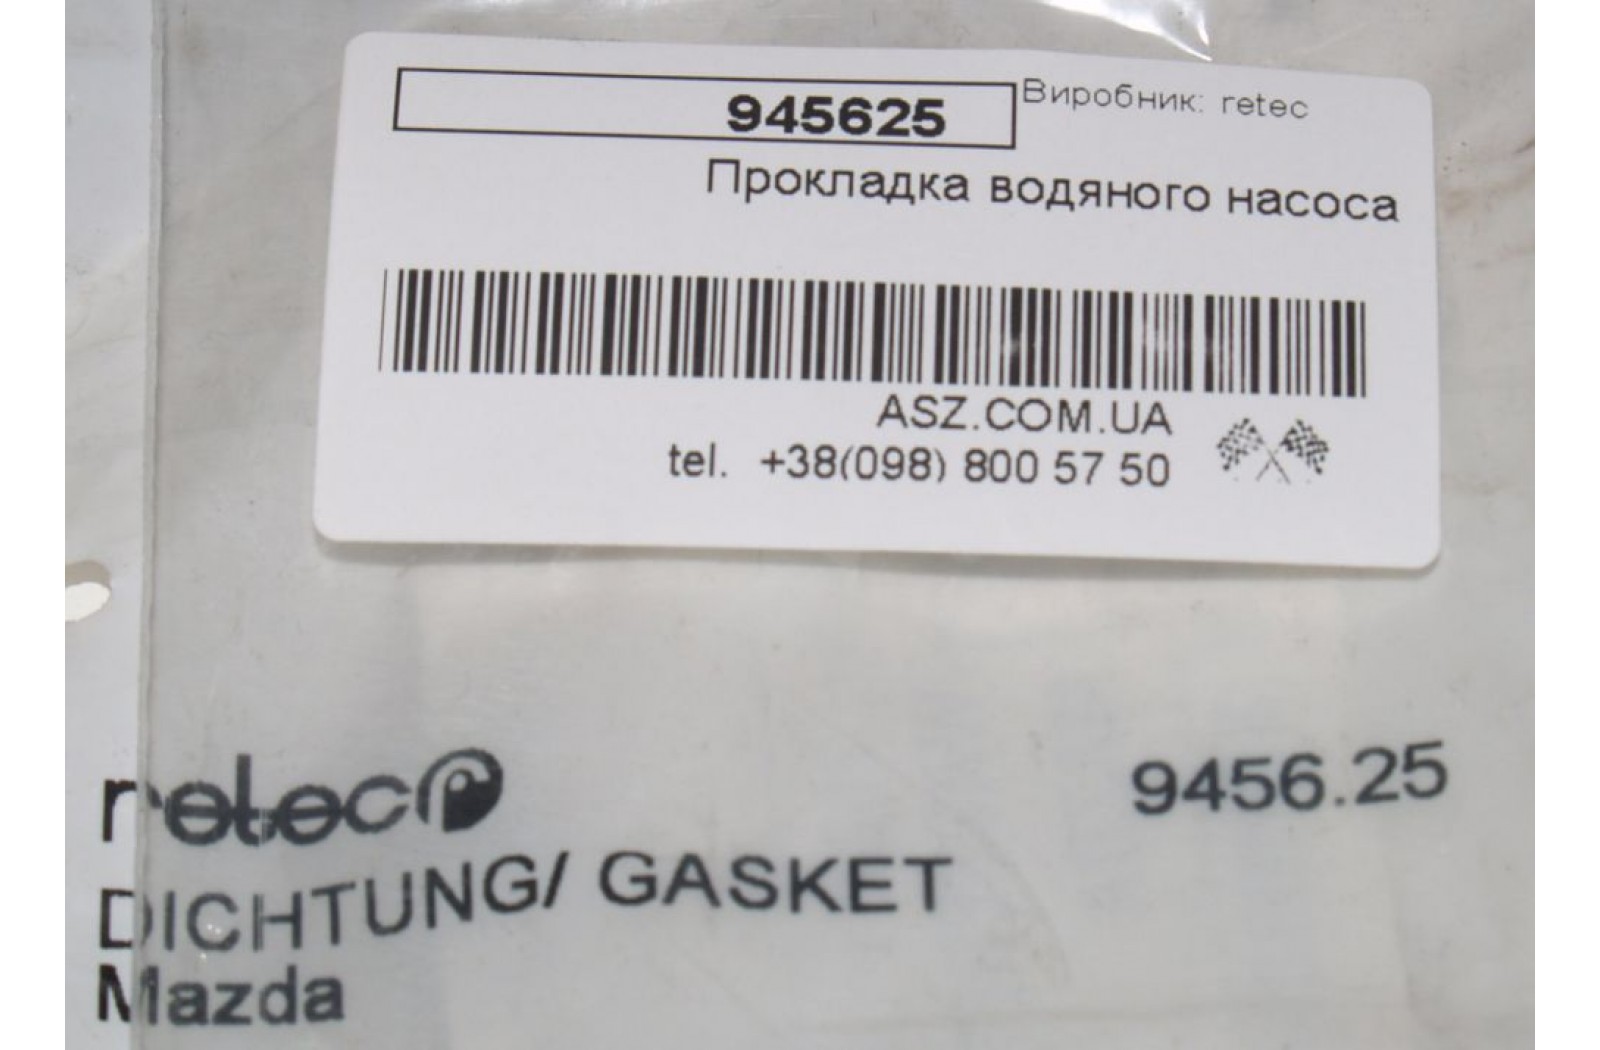 945625
Виробник: retec
Прокладка водяного насоса
ASZ.COM.UA
tel. +38(098) 800 57 50
retec
9456.25
DICHTUNG/ GASKET
Mazda